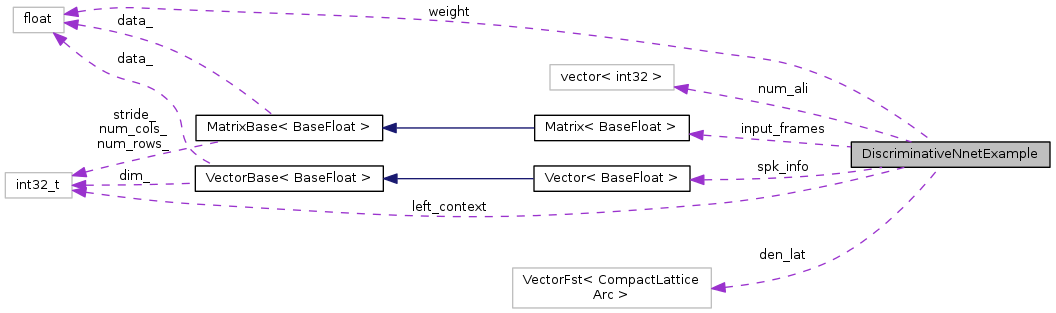 weight
float
data_
data_
vector< int32 >
num_ali
stride_
num_cols_
num_rows_
MatrixBase< BaseFloat >
Matrix< BaseFloat >
input_frames
DiscriminativeNnetExample
int32_t
dim_
VectorBase< BaseFloat >
Vector< BaseFloat >
spk_info
left_context
den_lat
VectorFst< CompactLattice
Arc >